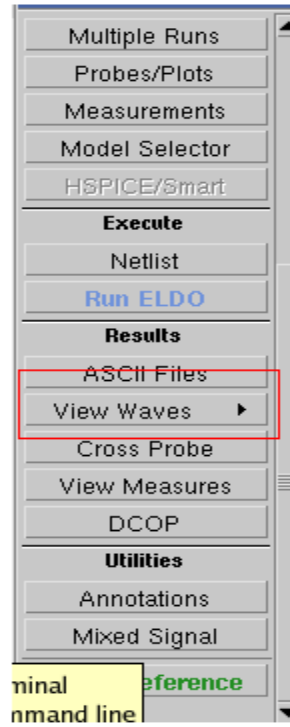 Multiple Runs
Probes/Plots
Measurements
Model Selector
HSPICE/Smart
Execute
Netlist
Run ELDO
Results
ASCII Files
View Waves
Cross Probe
View Measures
DCOP
Utilities
Annotations
Mixed Signal
eference
minal
mmand line